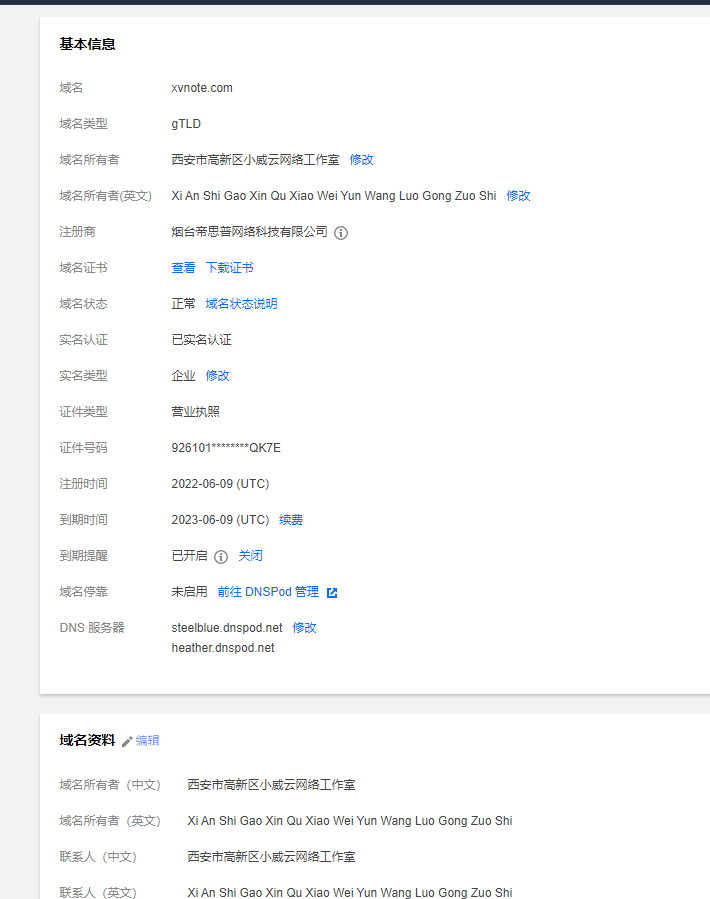 基本信息
域名 xvnote.com
域名类型 gTLD
域名所有者 西安市高新区小威云网络工作室 修改
域名所有者(英文) Xi An Shi Gao Xin Qu Xiao Wei Yun Wang Luo Gong Zuo Shi 修改
注册商 烟台帝思普网络科技有限公司
域名证书 查看 下载证书
域名状态 正常 域名状态说明
实名认证 已实名认证
实名类型 企业 修改
证件类型 营业执照
证件号码 926101********QK7E
注册时间 2022-06-09 (UTC)
到期时间 2023-06-09 (UTC) 续费
到期提醒 已开启 关闭
域名停靠 未启用 前往 DNSPod 管理
DNS 服务器 steelblue.dnspod.net 修改
heather.dnspod.net
域名资料 编辑
域名所有者（中文） 西安市高新区小威云网络工作室
域名所有者（英文） Xi An Shi Gao Xin Qu Xiao Wei Yun Wang Luo Gong Zuo Shi
联系人（中文） 西安市高新区小威云网络工作室
联系人（英文） Xi An Shi Gao Xin Qu Xiao Wei Yun Wang Luo Gong Zuo Shi